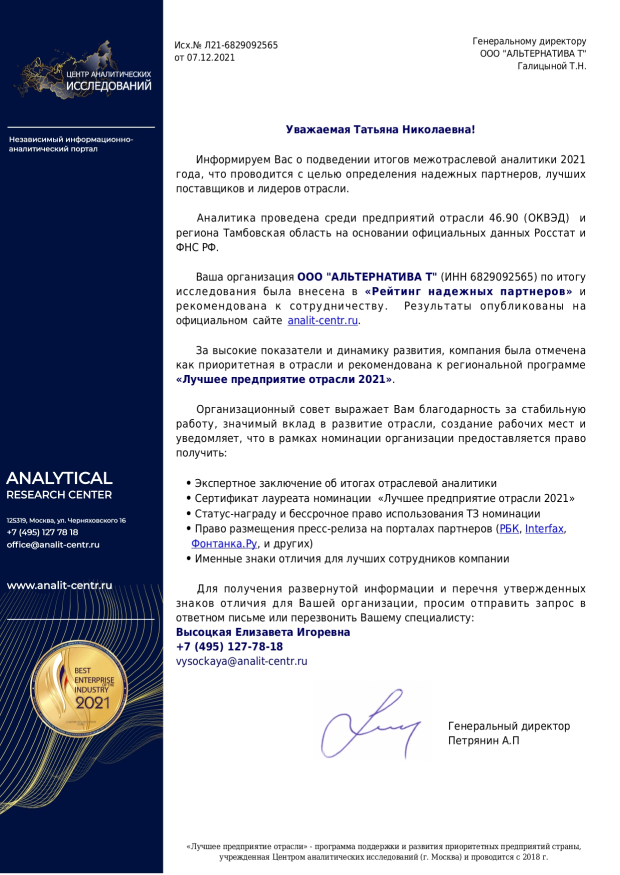 ЦЕНТР АНАЛИТИЧЕСКИХ
ИССЛЕДОВАНИЙ
Независимый информационно-
аналитический портал
Исх.№ Л21-6829092565
от 07.12.2021
Генеральному директору
ООО "АЛЬТЕРНАТИВА Т"
Галицыной Т.Н.
Уважаемая Татьяна Николаевна!
Информируем Вас о подведении итогов межотраслевой аналитики 2021
года, что проводится с целью определения надежных партнеров, лучших
поставщиков и лидеров отрасли.
Аналитика проведена среди предприятий отрасли 46.90 (ОКВЭД) и
региона Тамбовская область на основании официальных данных Росстат и
ФНС РФ.
Ваша организация ООО "АЛЬТЕРНАТИВА Т" (ИНН 6829092565) по итогу
исследования была внесена в «Рейтинг надежных партнеров» и
рекомендована к сотрудничеству. Результаты опубликованы на
официальном сайте analit-centr.ru.
За высокие показатели и динамику развития, компания была отмечена
как приоритетная в отрасли и рекомендована к региональной программе
«Лучшее предприятие отрасли 2021».
Организационный совет выражает Вам благодарность за стабильную
работу, значимый вклад в развитие отрасли, создание рабочих мест и
уведомляет, что в рамках номинации организации предоставляется право
получить:
• Экспертное заключение об итогах отраслевой аналитики
• Сертификат лауреата номинации «Лучшее предприятие отрасли 2021»
• Статус-награду и бессрочное право использования ТЗ номинации
• Право размещения пресс-релиза на порталах партнеров (РБК, Interfax,
Фонтанка.Ру, и других)
• Именные знаки отличия для лучших сотрудников компании
Для получения развернутой информации и перечня утвержденных
знаков отличия для Вашей организации, просим отправить запрос в
ответном письме или перезвонить Вашему специалисту:
Высоцкая Елизавета Игоревна
+7 (495) 127-78-18
vysockaya@analit-centr.ru
ANALYTICAL
RESEARCH CENTER
125319, Москва, ул. Черняховского 16
+7 (495) 127 78 18
office@analit-centr.ru
www.analit-centr.ru
BEST
ENTERPRISE
OF THE
INDUSTRY
2021
Генеральный директор
Петрянин А.П
«Лучшее предприятие отрасли» - программа поддержки и развития приоритетных предприятий страны,
учрежденная Центром аналитических исследований (г. Москва) и проводится с 2018 г.